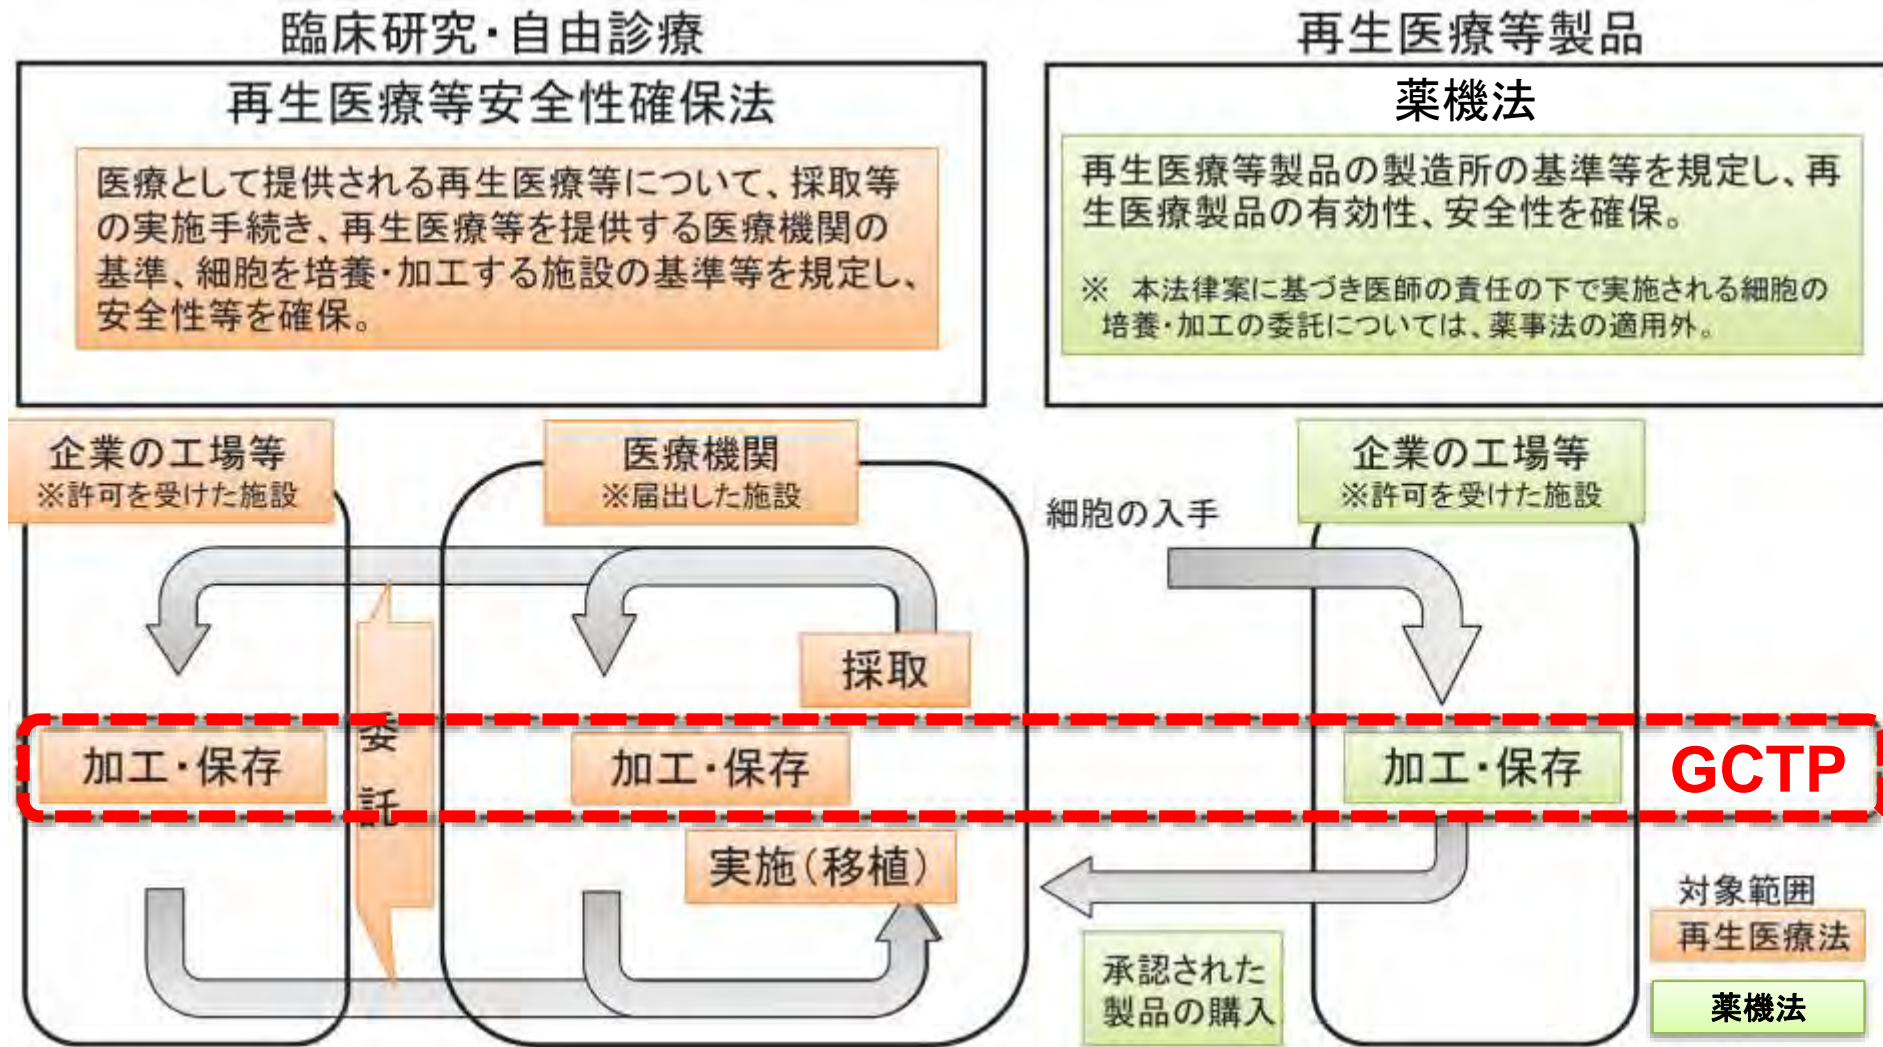 臨床研究・自由診療
再生医療等安全性確保法
医療として提供される再生医療等について、採取等
の実施手続き、再生医療等を提供する医療機関の
基準、細胞を培養・加工する施設の基準等を規定し、
安全性等を確保。
再生医療等製品
薬機法
再生医療等製品の製造所の基準等を規定し、再
生医療製品の有効性、安全性を確保。
※ 本法律案に基づき医師の責任の下で実施される細胞の
培養・加工の委託については、薬事法の適用外。
企業の工場等
※許可を受けた施設
医療機関
※届出した施設
細胞の入手
企業の工場等
※許可を受けた施設
採取
委託
加工・保存
加工・保存
加工・保存
GCTP
実施(移植)
承認された
製品の購入
対象範囲
再生医療法
薬機法